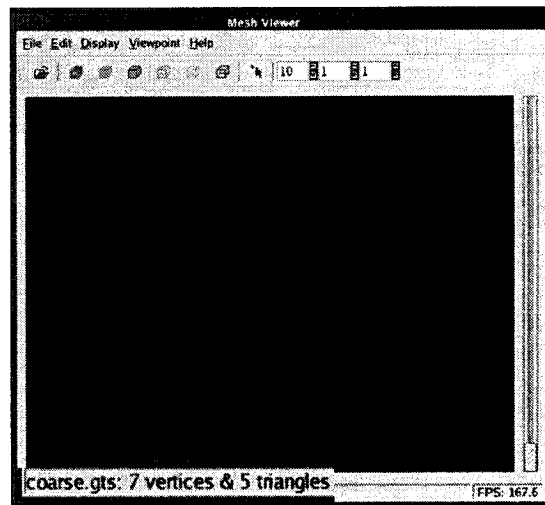 Mesh Viewer
File Edit Display Viewpoint Help
10 1 1
coarse.gts: 7 vertices & 5 triangles
FPS: 167.6